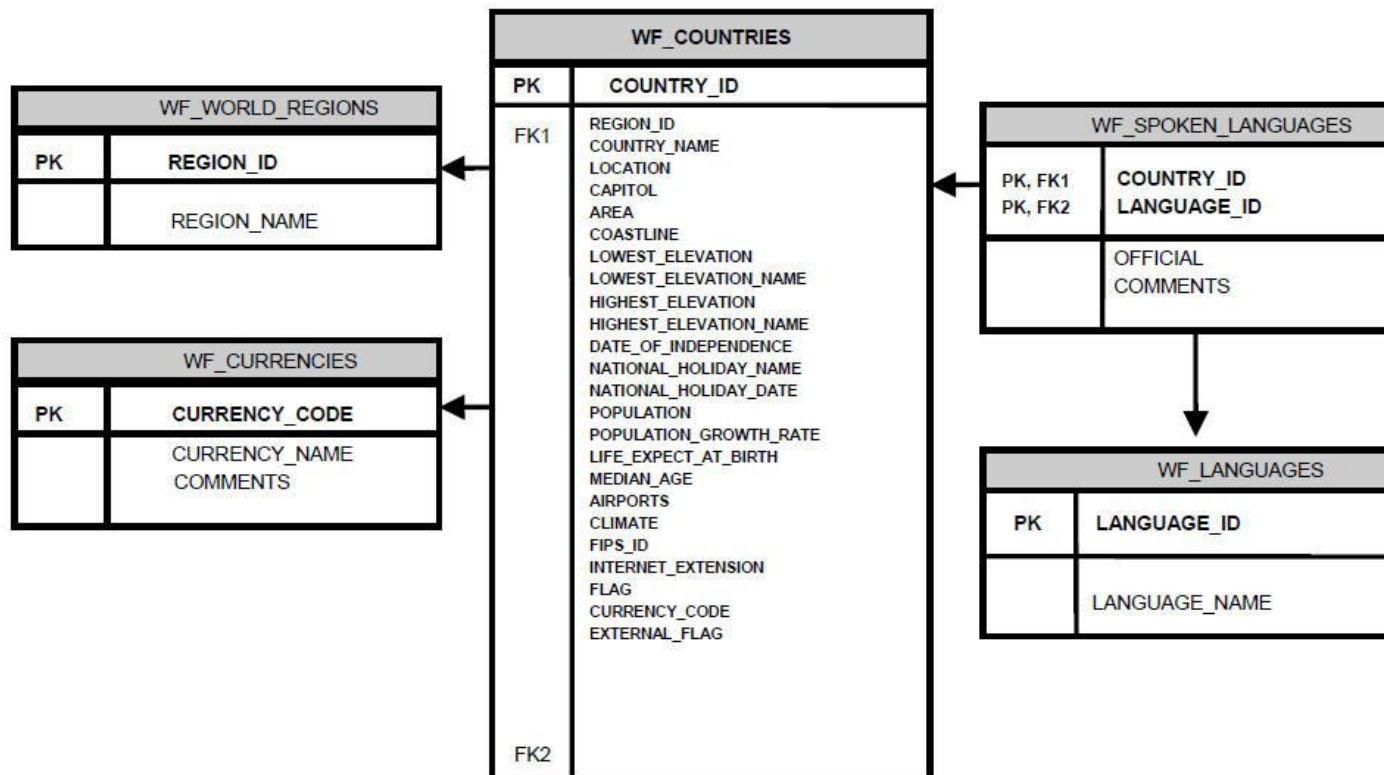 WF_WORLD_REGIONS
PK REGION_ID
REGION_NAME
WF_CURRENCIES
PK CURRENCY_CODE
CURRENCY_NAME
COMMENTS
WF_COUNTRIES
PK COUNTRY_ID
FK1 REGION_ID
COUNTRY_NAME
LOCATION
CAPITOL
AREA
COASTLINE
LOWEST_ELEVATION
LOWEST_ELEVATION_NAME
HIGHEST_ELEVATION
HIGHEST_ELEVATION_NAME
DATE_OF_INDEPENDENCE
NATIONAL_HOLIDAY_NAME
NATIONAL_HOLIDAY_DATE
POPULATION
POPULATION_GROWTH_RATE
LIFE_EXPECT_AT_BIRTH
MEDIAN_AGE
AIRPORTS
CLIMATE
FIPS_ID
INTERNET_EXTENSION
FLAG
CURRENCY_CODE
EXTERNAL_FLAG
FK2
WF_SPOKEN_LANGUAGES
PK, FK1 COUNTRY_ID
PK, FK2 LANGUAGE_ID
OFFICIAL
COMMENTS
WF_LANGUAGES
PK LANGUAGE_ID
LANGUAGE_NAME